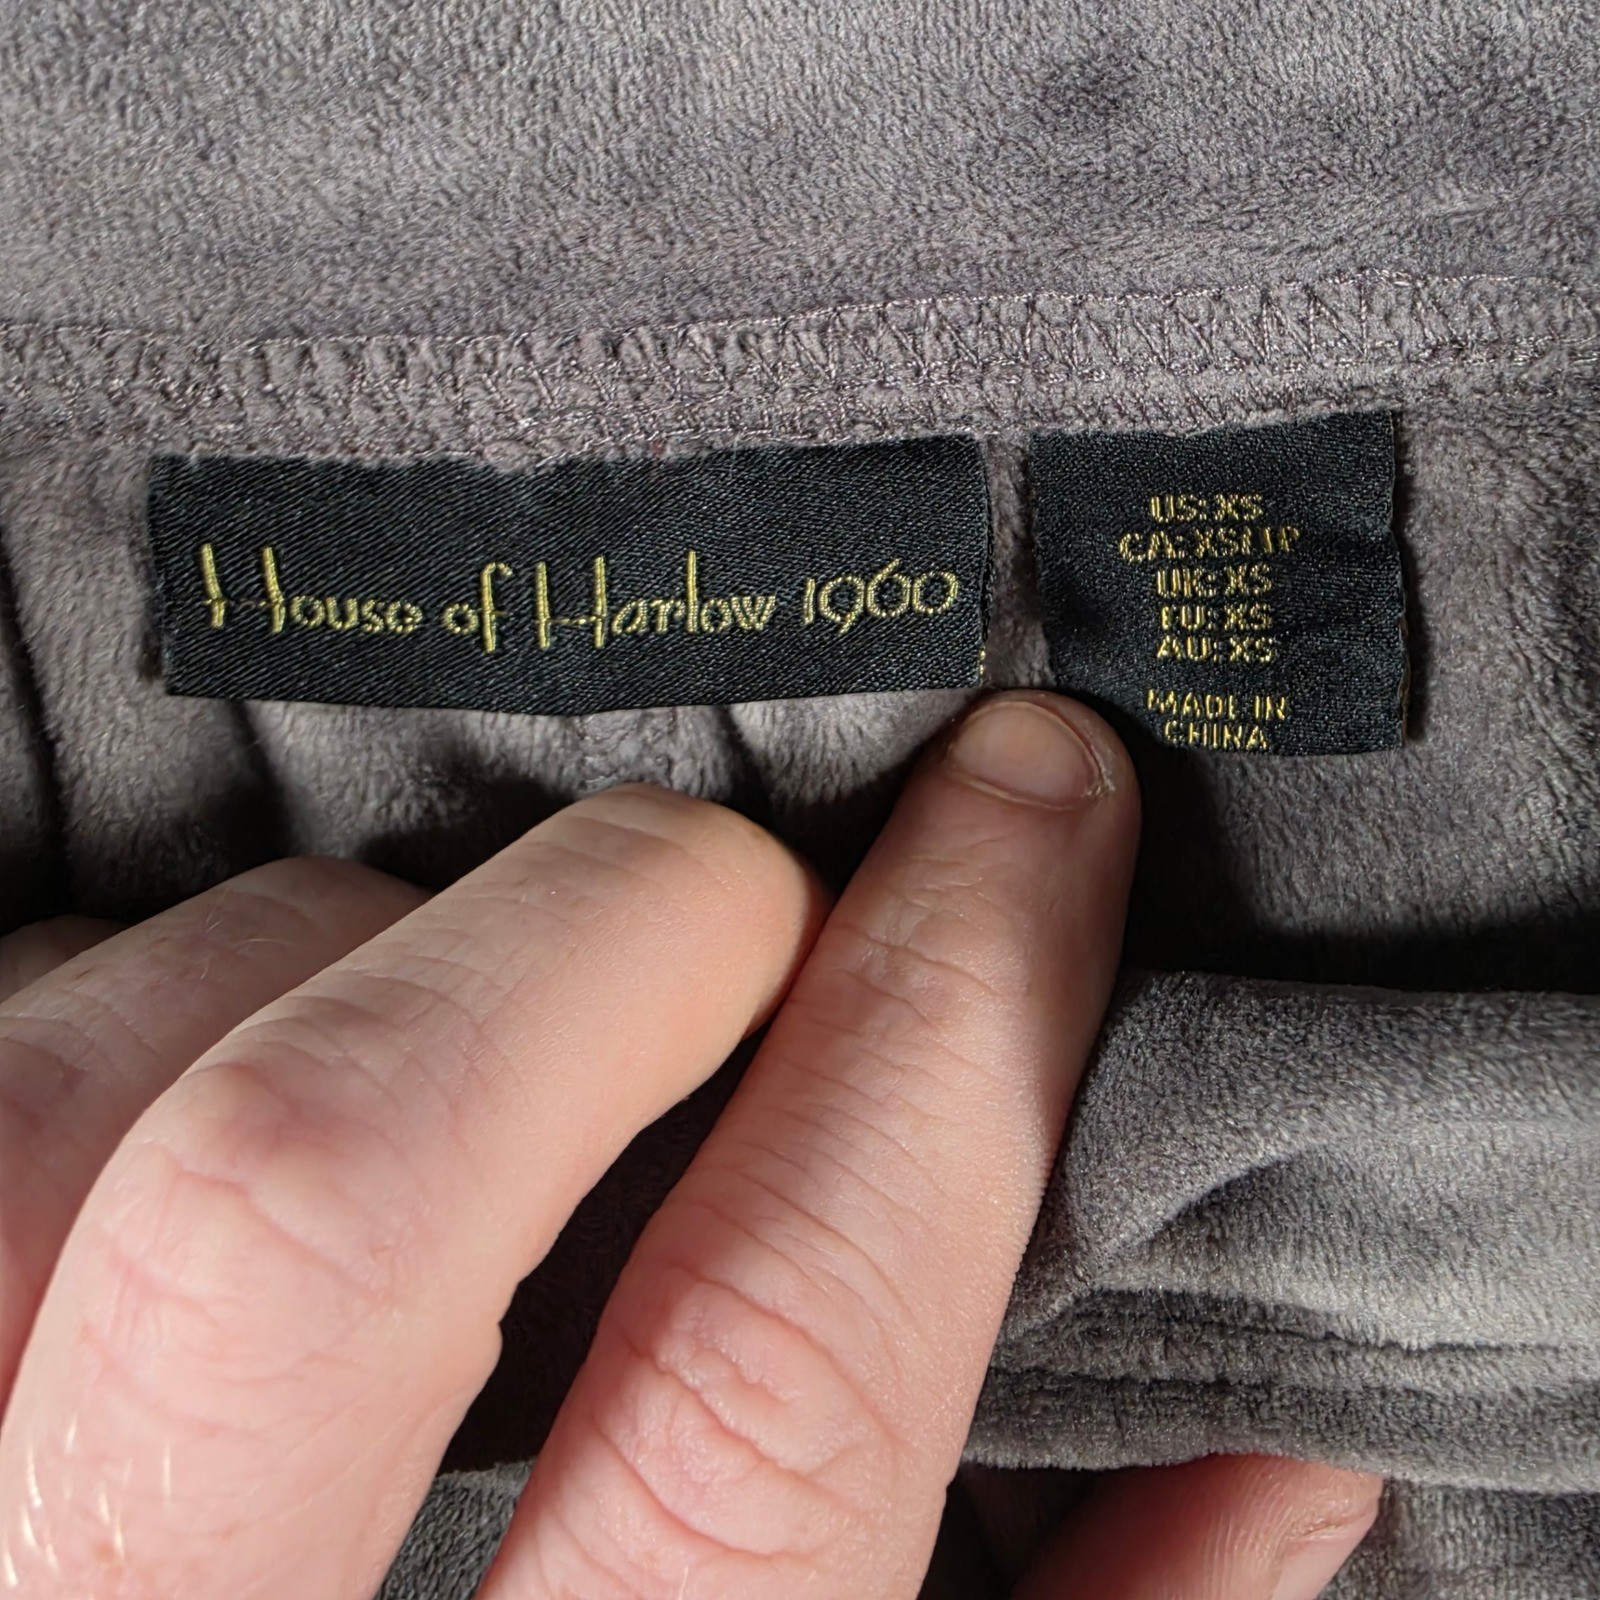 House of Harlow 1960
US: XS
CA: XS/TP
UK: XS
EU: XS
AU: XS
MADE IN
CHINA